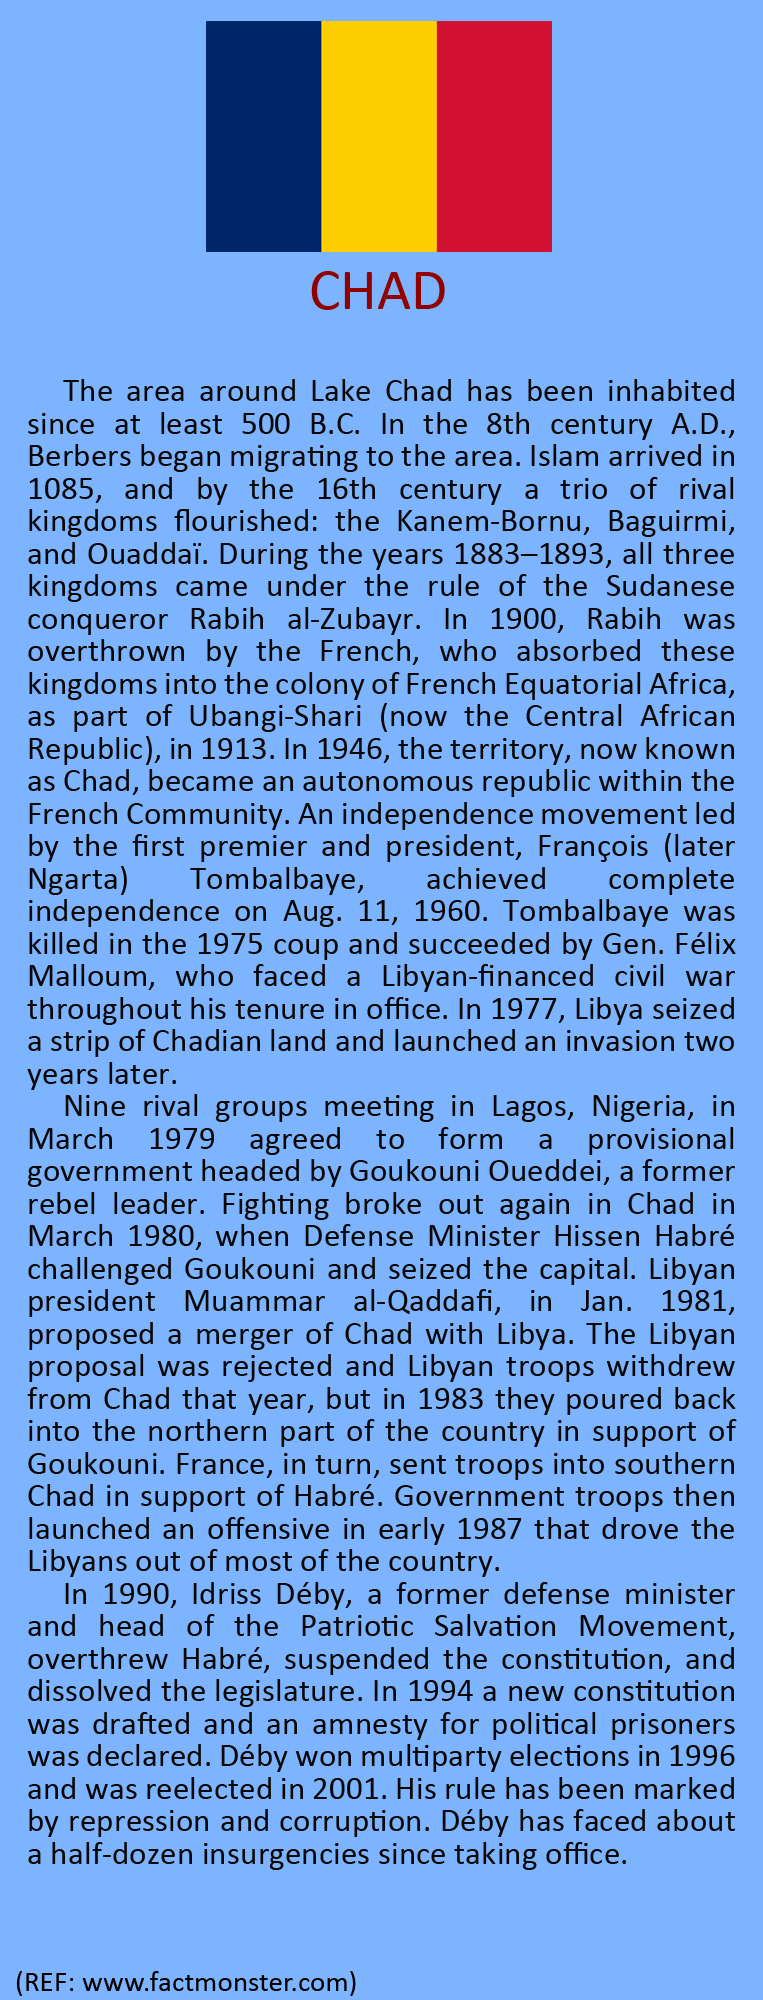 CHAD
The area around Lake Chad has been inhabited
since at least 500 B.C. In the 8th century A.D.,
Berbers began migrating to the area. Islam arrived in
1085, and by the 16th century a trio of rival
kingdoms flourished: the Kanem-Bornu, Baguirmi,
and Ouaddaï. During the years 1883–1893, all three
kingdoms came under the rule of the Sudanese
conqueror Rabih al-Zubayr. In 1900, Rabih was
overthrown by the French, who absorbed these
kingdoms into the colony of French Equatorial Africa,
as part of Ubangi-Shari (now the Central African
Republic), in 1913. In 1946, the territory, now known
as Chad, became an autonomous republic within the
French Community. An independence movement led
by the first premier and president, François (later
Ngarta) Tombalbaye, achieved complete
independence on Aug. 11, 1960. Tombalbaye was
killed in the 1975 coup and succeeded by Gen. Félix
Malloum, who faced a Libyan-financed civil war
throughout his tenure in office. In 1977, Libya seized
a strip of Chadian land and launched an invasion two
years later.
Nine rival groups meeting in Lagos, Nigeria, in
March 1979 agreed to form a provisional
government headed by Goukouni Oueddei, a former
rebel leader. Fighting broke out again in Chad in
March 1980, when Defense Minister Hissen Habré
challenged Goukouni and seized the capital. Libyan
president Muammar al-Qaddafi, in Jan. 1981,
proposed a merger of Chad with Libya. The Libyan
proposal was rejected and Libyan troops withdrew
from Chad that year, but in 1983 they poured back
into the northern part of the country in support of
Goukouni. France, in turn, sent troops into southern
Chad in support of Habré. Government troops then
launched an offensive in early 1987 that drove the
Libyans out of most of the country.
In 1990, Idriss Déby, a former defense minister
and head of the Patriotic Salvation Movement,
overthrew Habré, suspended the constitution, and
dissolved the legislature. In 1994 a new constitution
was drafted and an amnesty for political prisoners
was declared. Déby won multiparty elections in 1996
and was reelected in 2001. His rule has been marked
by repression and corruption. Déby has faced about
a half-dozen insurgencies since taking office.
(REF: www.factmonster.com)